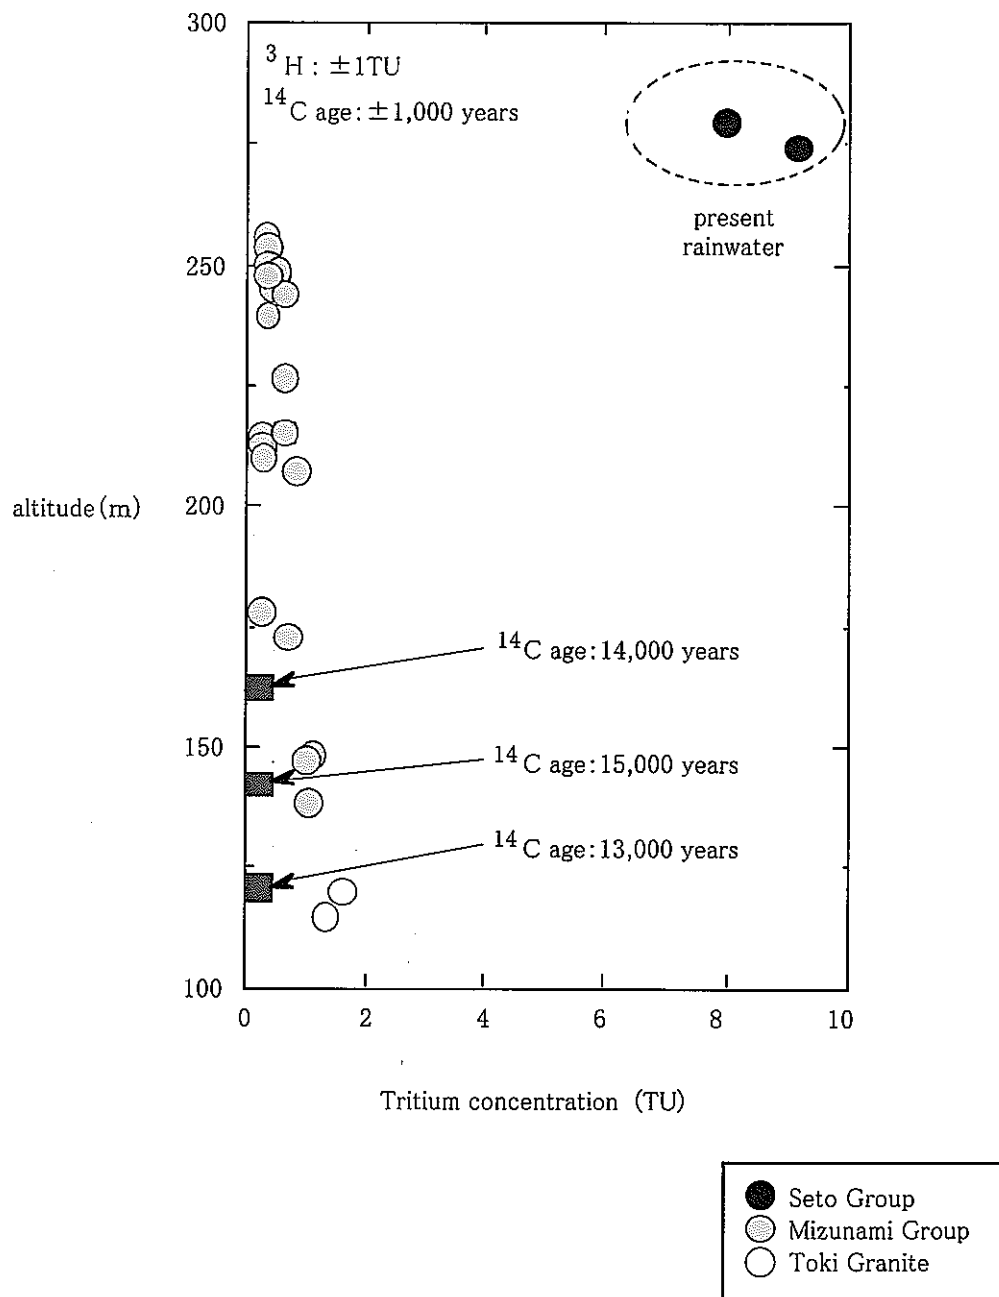 300
³H : ±1TU
¹⁴C age: ±1,000 years
present
rainwater
250
altitude(m)
200
¹⁴C age:14,000 years
150
¹⁴C age:15,000 years
¹⁴C age:13,000 years
100
0 2 4 6 8 10
Tritium concentration (TU)
Seto Group
Mizunami Group
Toki Granite